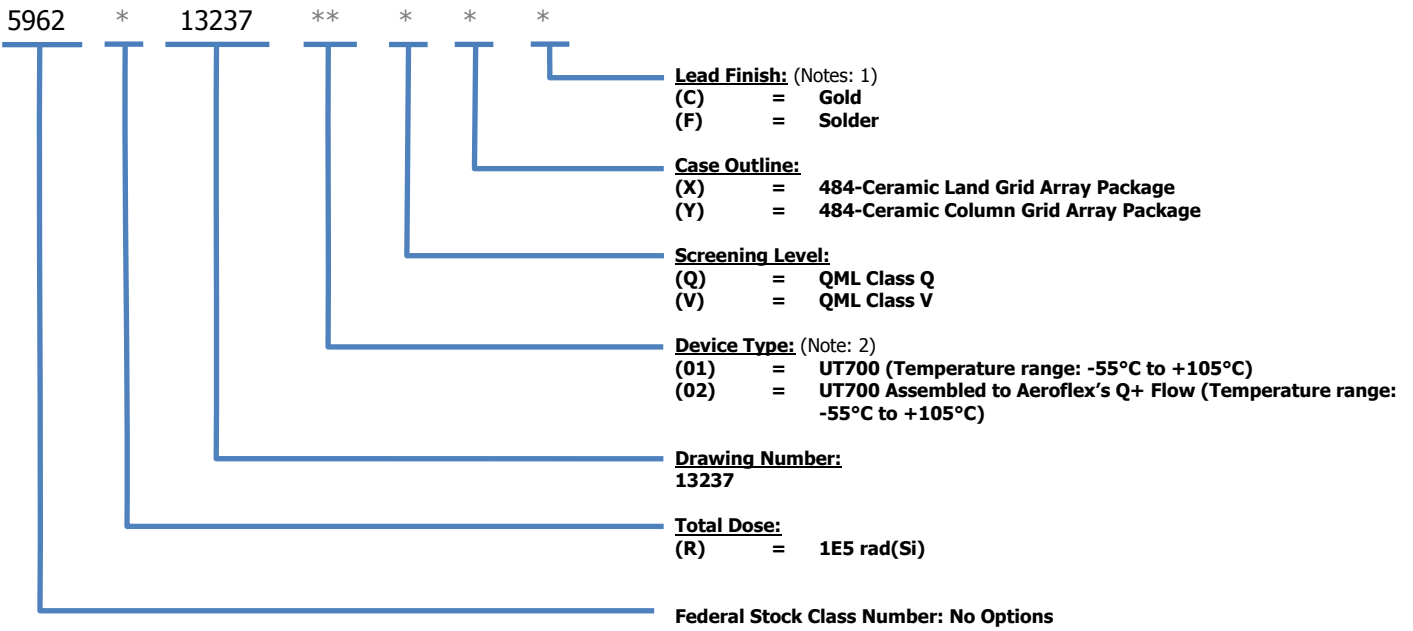 5962 * 13237 ** * * *
Lead Finish: (Notes: 1)
(C) = Gold
(F) = Solder
Case Outline:
(X) = 484-Ceramic Land Grid Array Package
(Y) = 484-Ceramic Column Grid Array Package
Screening Level:
(Q) = QML Class Q
(V) = QML Class V
Device Type: (Note: 2)
(01) = UT700 (Temperature range: -55°C to +105°C)
(02) = UT700 Assembled to Aeroflex’s Q+ Flow (Temperature range:
-55°C to +105°C)
Drawing Number:
13237
Total Dose:
(R) = 1E5 rad(Si)
Federal Stock Class Number: No Options